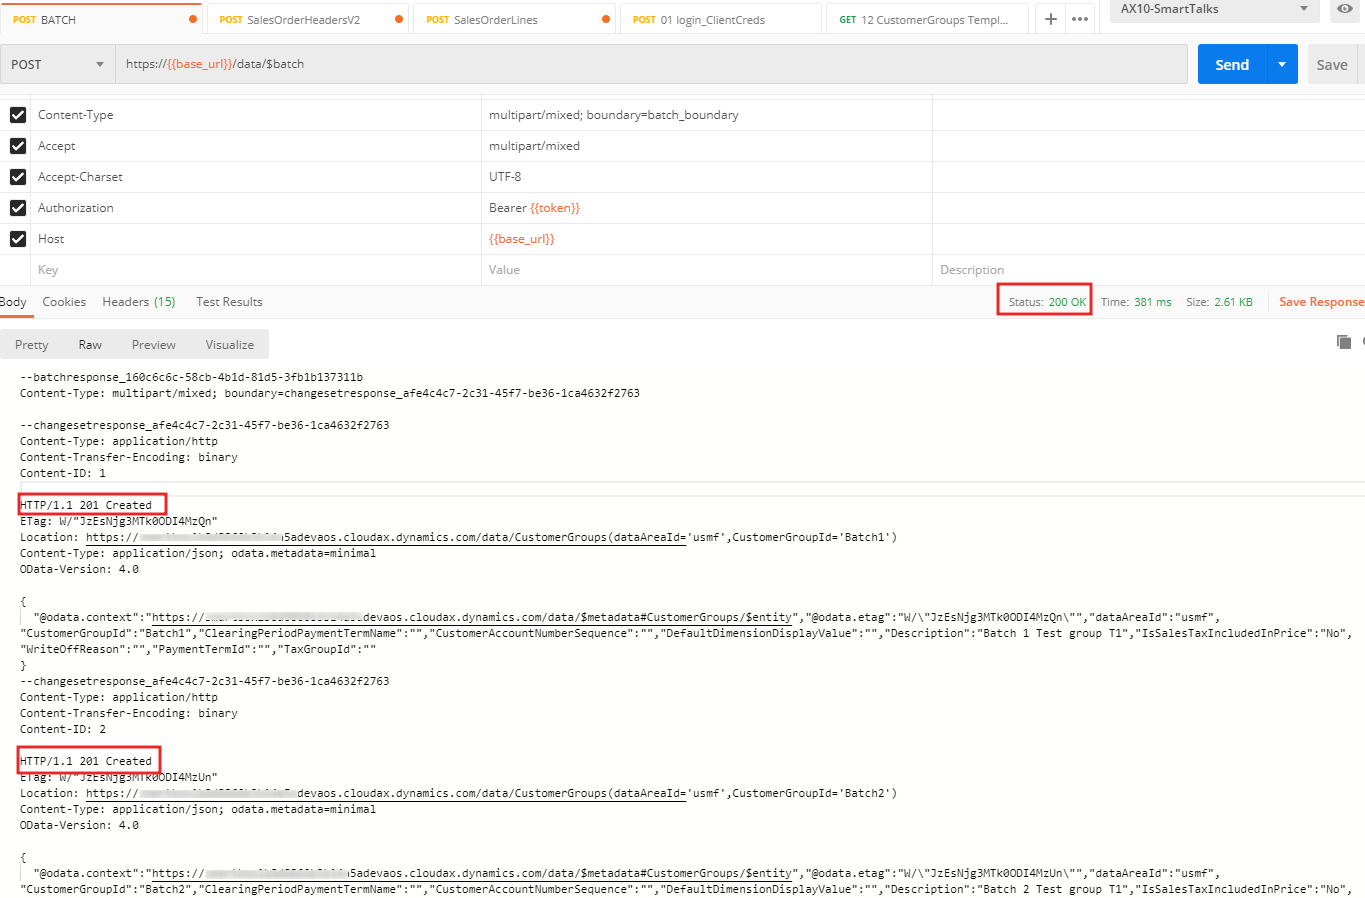 POST BATCH
POST SalesOrderHeadersV2
POST SalesOrderLines
POST 01 login_ClientCreds
GET 12 CustomerGroups Templ...
AX10-SmartTalks
POST
https://{{base_url}}/data/$batch
Send
Save
Content-Type multipart/mixed; boundary=batch_boundary
Accept multipart/mixed
Accept-Charset UTF-8
Authorization Bearer {{token}}
Host {{base_url}}
Key Value Description
Body Cookies Headers (15) Test Results Status: 200 OK Time: 381 ms Size: 2.61 KB Save Response
Pretty Raw Preview Visualize
--batchresponse_160c6c6c-58cb-4b1d-81d5-3fb1b137311b
Content-Type: multipart/mixed; boundary=changesetresponse_afe4c4c7-2c31-45f7-be36-1ca4632f2763
--changesetresponse_afe4c4c7-2c31-45f7-be36-1ca4632f2763
Content-Type: application/http
Content-Transfer-Encoding: binary
Content-ID: 1
HTTP/1.1 201 Created
ETag: W/"JzEsNjg3MTk0ODI4MzQn"
Location: https://5adevaos.cloudax.dynamics.com/data/CustomerGroups(dataAreaId='usmf',CustomerGroupId='Batch1')
Content-Type: application/json; odata.metadata=minimal
OData-Version: 4.0
{
"@odata.context":"https://devaos.cloudax.dynamics.com/data/$metadata#CustomerGroups/$entity","@odata.etag":"W/\"JzEsNjg3MTk0ODI4MzQn\"","dataAreaId":"usmf",
"CustomerGroupId":"Batch1","ClearingPeriodPaymentTermName":"","CustomerAccountNumberSequence":"","DefaultDimensionDisplayValue":"","Description":"Batch 1 Test group T1","IsSalesTaxIncludedInPrice":"No",
"WriteOffReason":"","PaymentTermId":"","TaxGroupId":""
}
--changesetresponse_afe4c4c7-2c31-45f7-be36-1ca4632f2763
Content-Type: application/http
Content-Transfer-Encoding: binary
Content-ID: 2
HTTP/1.1 201 Created
ETag: W/"JzEsNjg3MTk0ODI4MzUn"
Location: https://devaos.cloudax.dynamics.com/data/CustomerGroups(dataAreaId='usmf',CustomerGroupId='Batch2')
Content-Type: application/json; odata.metadata=minimal
OData-Version: 4.0
{
"@odata.context":"https://5adevaos.cloudax.dynamics.com/data/$metadata#CustomerGroups/$entity","@odata.etag":"W/\"JzEsNjg3MTk0ODI4MzUn\"","dataAreaId":"usmf",
"CustomerGroupId":"Batch2","ClearingPeriodPaymentTermName":"","CustomerAccountNumberSequence":"","DefaultDimensionDisplayValue":"","Description":"Batch 2 Test group T1","IsSalesTaxIncludedInPrice":"No",